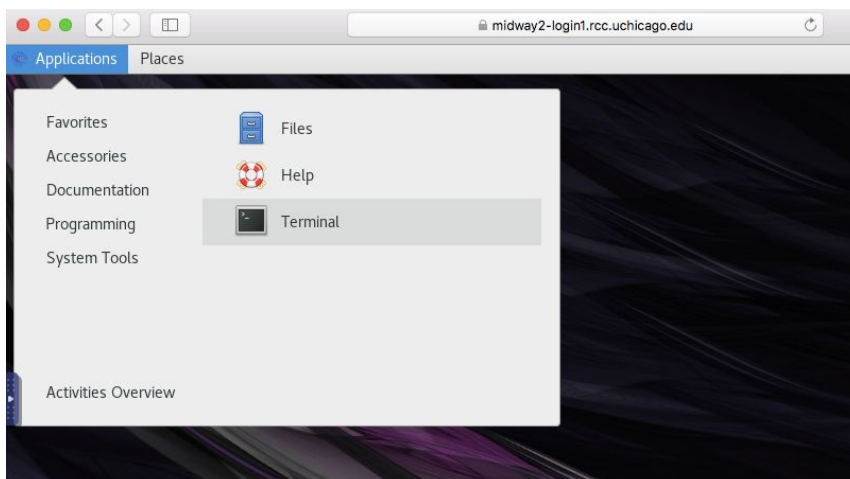 midway2-login1.rcc.uchicago.edu
Applications Places
Favorites
Accessories
Documentation
Programming
System Tools
Activities Overview
Files
Help
Terminal